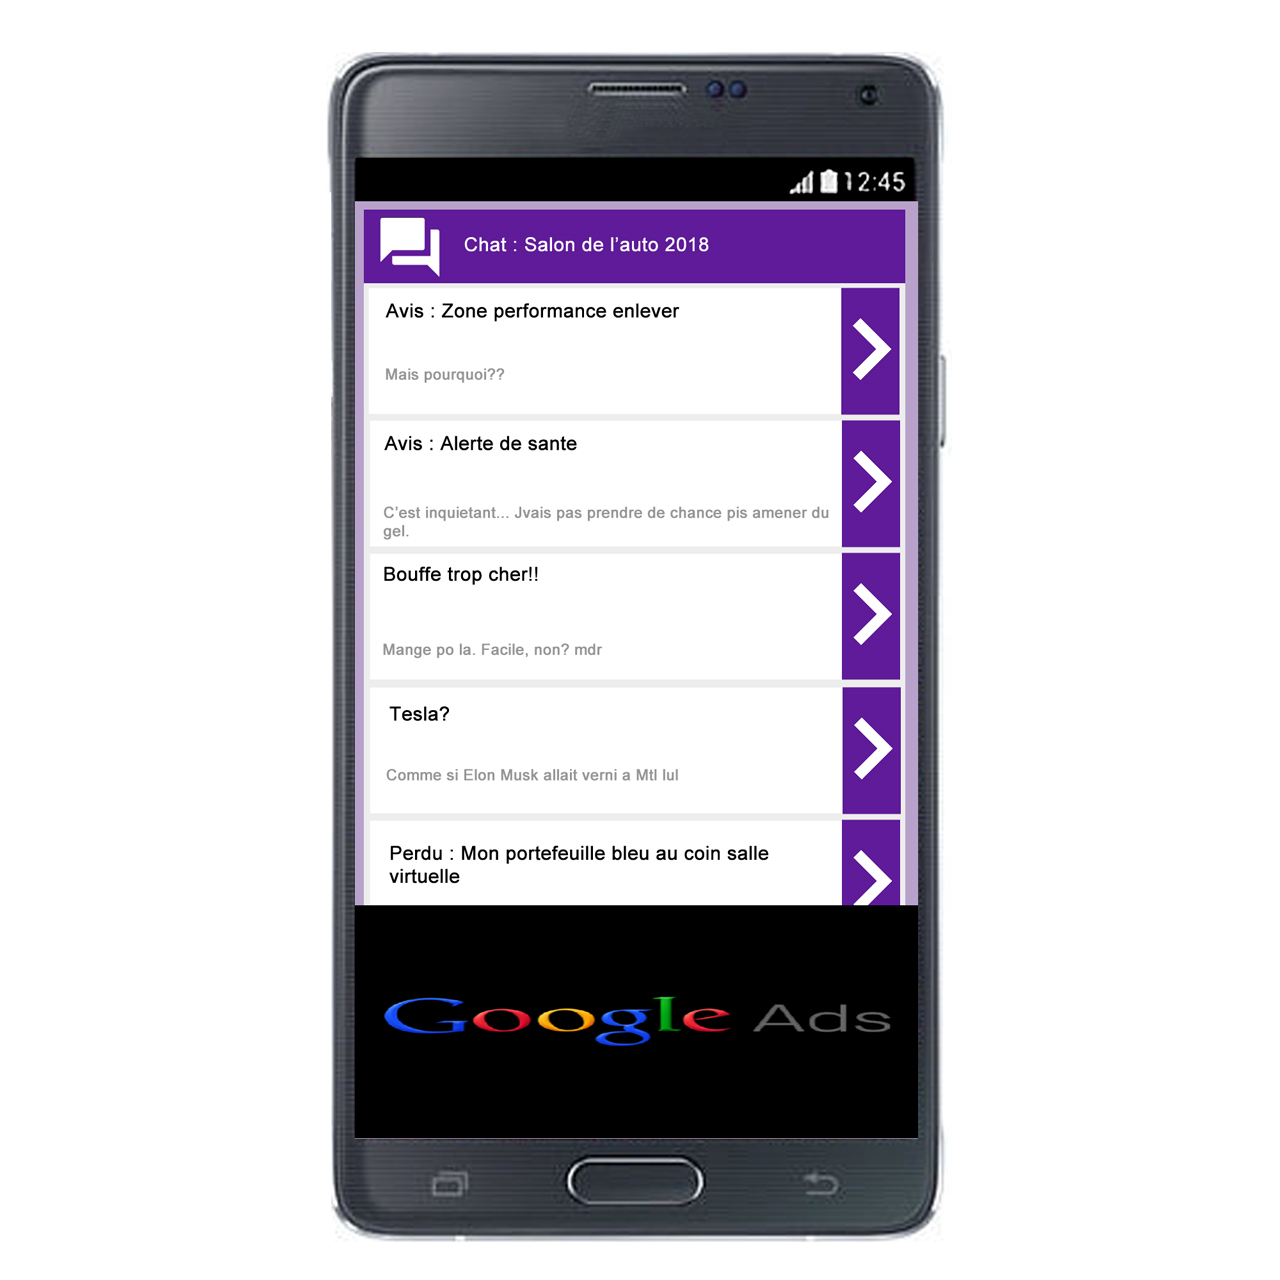 12:45
Chat : Salon de l’auto 2018
Avis : Zone performance enlever
Mais pourquoi??
Avis : Alerte de sante
C'est inquietant... Jvais pas prendre de chance pis amener du
gel.
Bouffe trop cher!!
Mange po la. Facile, non? mdr
Tesla?
Comme si Elon Musk allait verni a Mtl lul
Perdu : Mon portefeuille bleu au coin salle
virtuelle
Google Ads